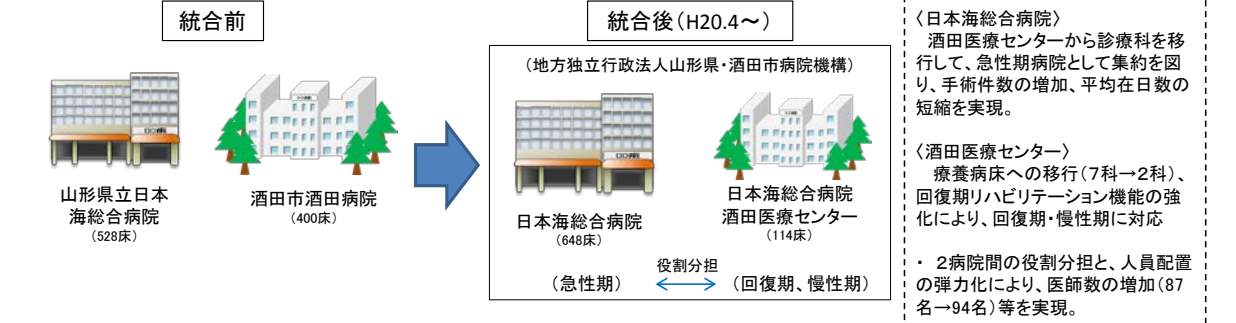 統合前
山形県立日本
海総合病院
(528床)
酒田市酒田病院
(400床)
統合後(H20.4～)
(地方独立行政法人山形県・酒田市病院機構)
日本海総合病院
(648床)
日本海総合病院
酒田医療センター
(114床)
役割分担
(急性期)
(回復期、慢性期)
〈日本海総合病院〉
酒田医療センターから診療科を移
行して、急性期病院として集約を図
り、手術件数の増加、平均在日数の
短縮を実現。
〈酒田医療センター〉
療養病床への移行(7科→2科)、
回復期リハビリテーション機能の強
化により、回復期・慢性期に対応
・ 2病院間の役割分担と、人員配置
の弾力化により、医師数の増加(87
名→94名)等を実現。